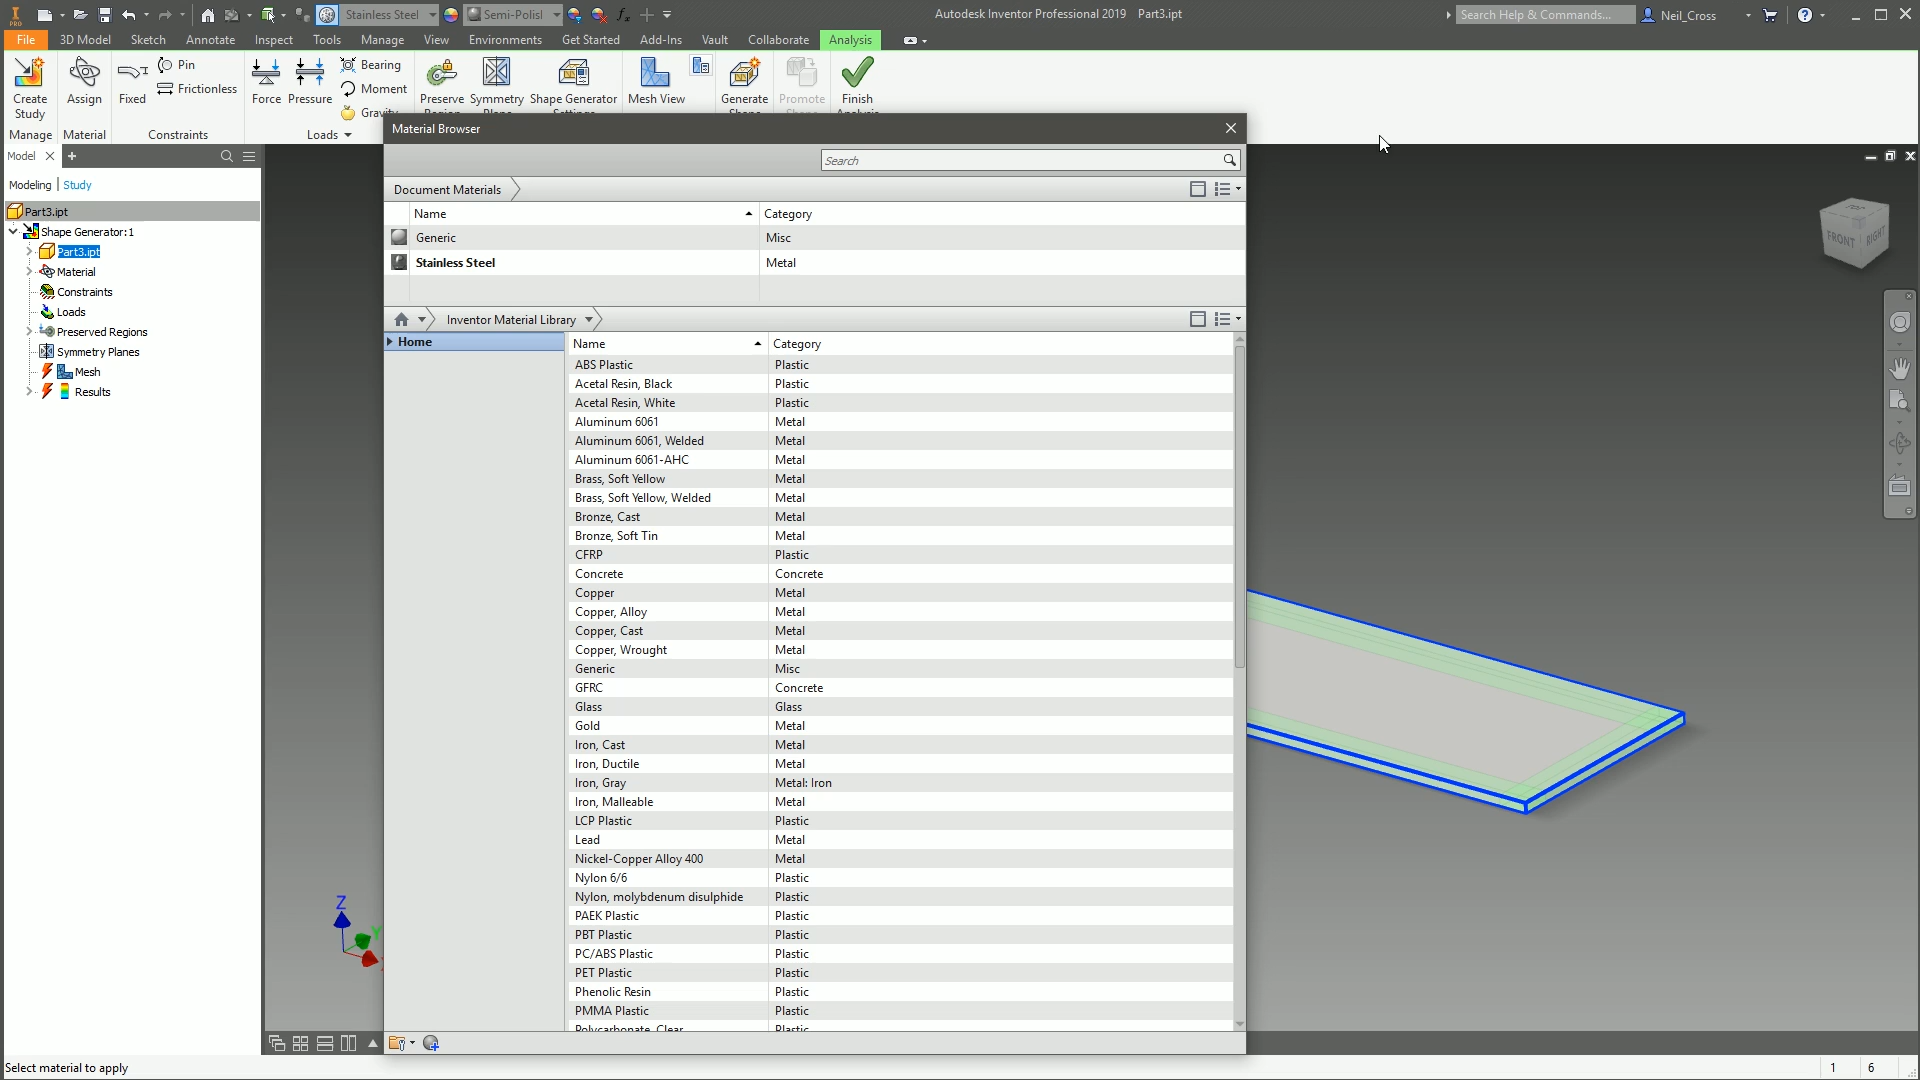 PRO
Stainless Steel
Semi-Polisl
fx
Autodesk Inventor Professional 2019 Part3.ipt
Search Help & Commands...
Neil_Cross
File 3D Model Sketch Annotate Inspect Tools Manage View Environments Get Started Add-Ins Vault Collaborate Analysis
Create Study
Assign
Fixed
Pin
Frictionless
Force
Pressure
Bearing
Moment
Gravity
Preserve
Symmetry
Shape Generator
Mesh View
Generate
Promote
Finish
Manage
Material
Constraints
Loads
Material Browser
Model
Search
Modeling | Study
Document Materials
Name Category
Generic Misc
Stainless Steel Metal
Part3.ipt
Shape Generator:1
Part3.ipt
Material
Constraints
Loads
Preserved Regions
Symmetry Planes
Mesh
Results
Inventor Material Library
Home
Name Category
ABS Plastic Plastic
Acetal Resin, Black Plastic
Acetal Resin, White Plastic
Aluminum 6061 Metal
Aluminum 6061, Welded Metal
Aluminum 6061-AHC Metal
Brass, Soft Yellow Metal
Brass, Soft Yellow, Welded Metal
Bronze, Cast Metal
Bronze, Soft Tin Metal
CFRP Plastic
Concrete Concrete
Copper Metal
Copper, Alloy Metal
Copper, Cast Metal
Copper, Wrought Metal
Generic Misc
GFRC Concrete
Glass Glass
Gold Metal
Iron, Cast Metal
Iron, Ductile Metal
Iron, Gray Metal: Iron
Iron, Malleable Metal
LCP Plastic Plastic
Lead Metal
Nickel-Copper Alloy 400 Metal
Nylon 6/6 Plastic
Nylon, molybdenum disulphide Plastic
PAEK Plastic Plastic
PBT Plastic Plastic
PC/ABS Plastic Plastic
PET Plastic Plastic
Phenolic Resin Plastic
PMMA Plastic Plastic
Polycarbonate, Clear Plastic
TOP
FRONT
RIGHT
Z
Y
Select material to apply
1 6